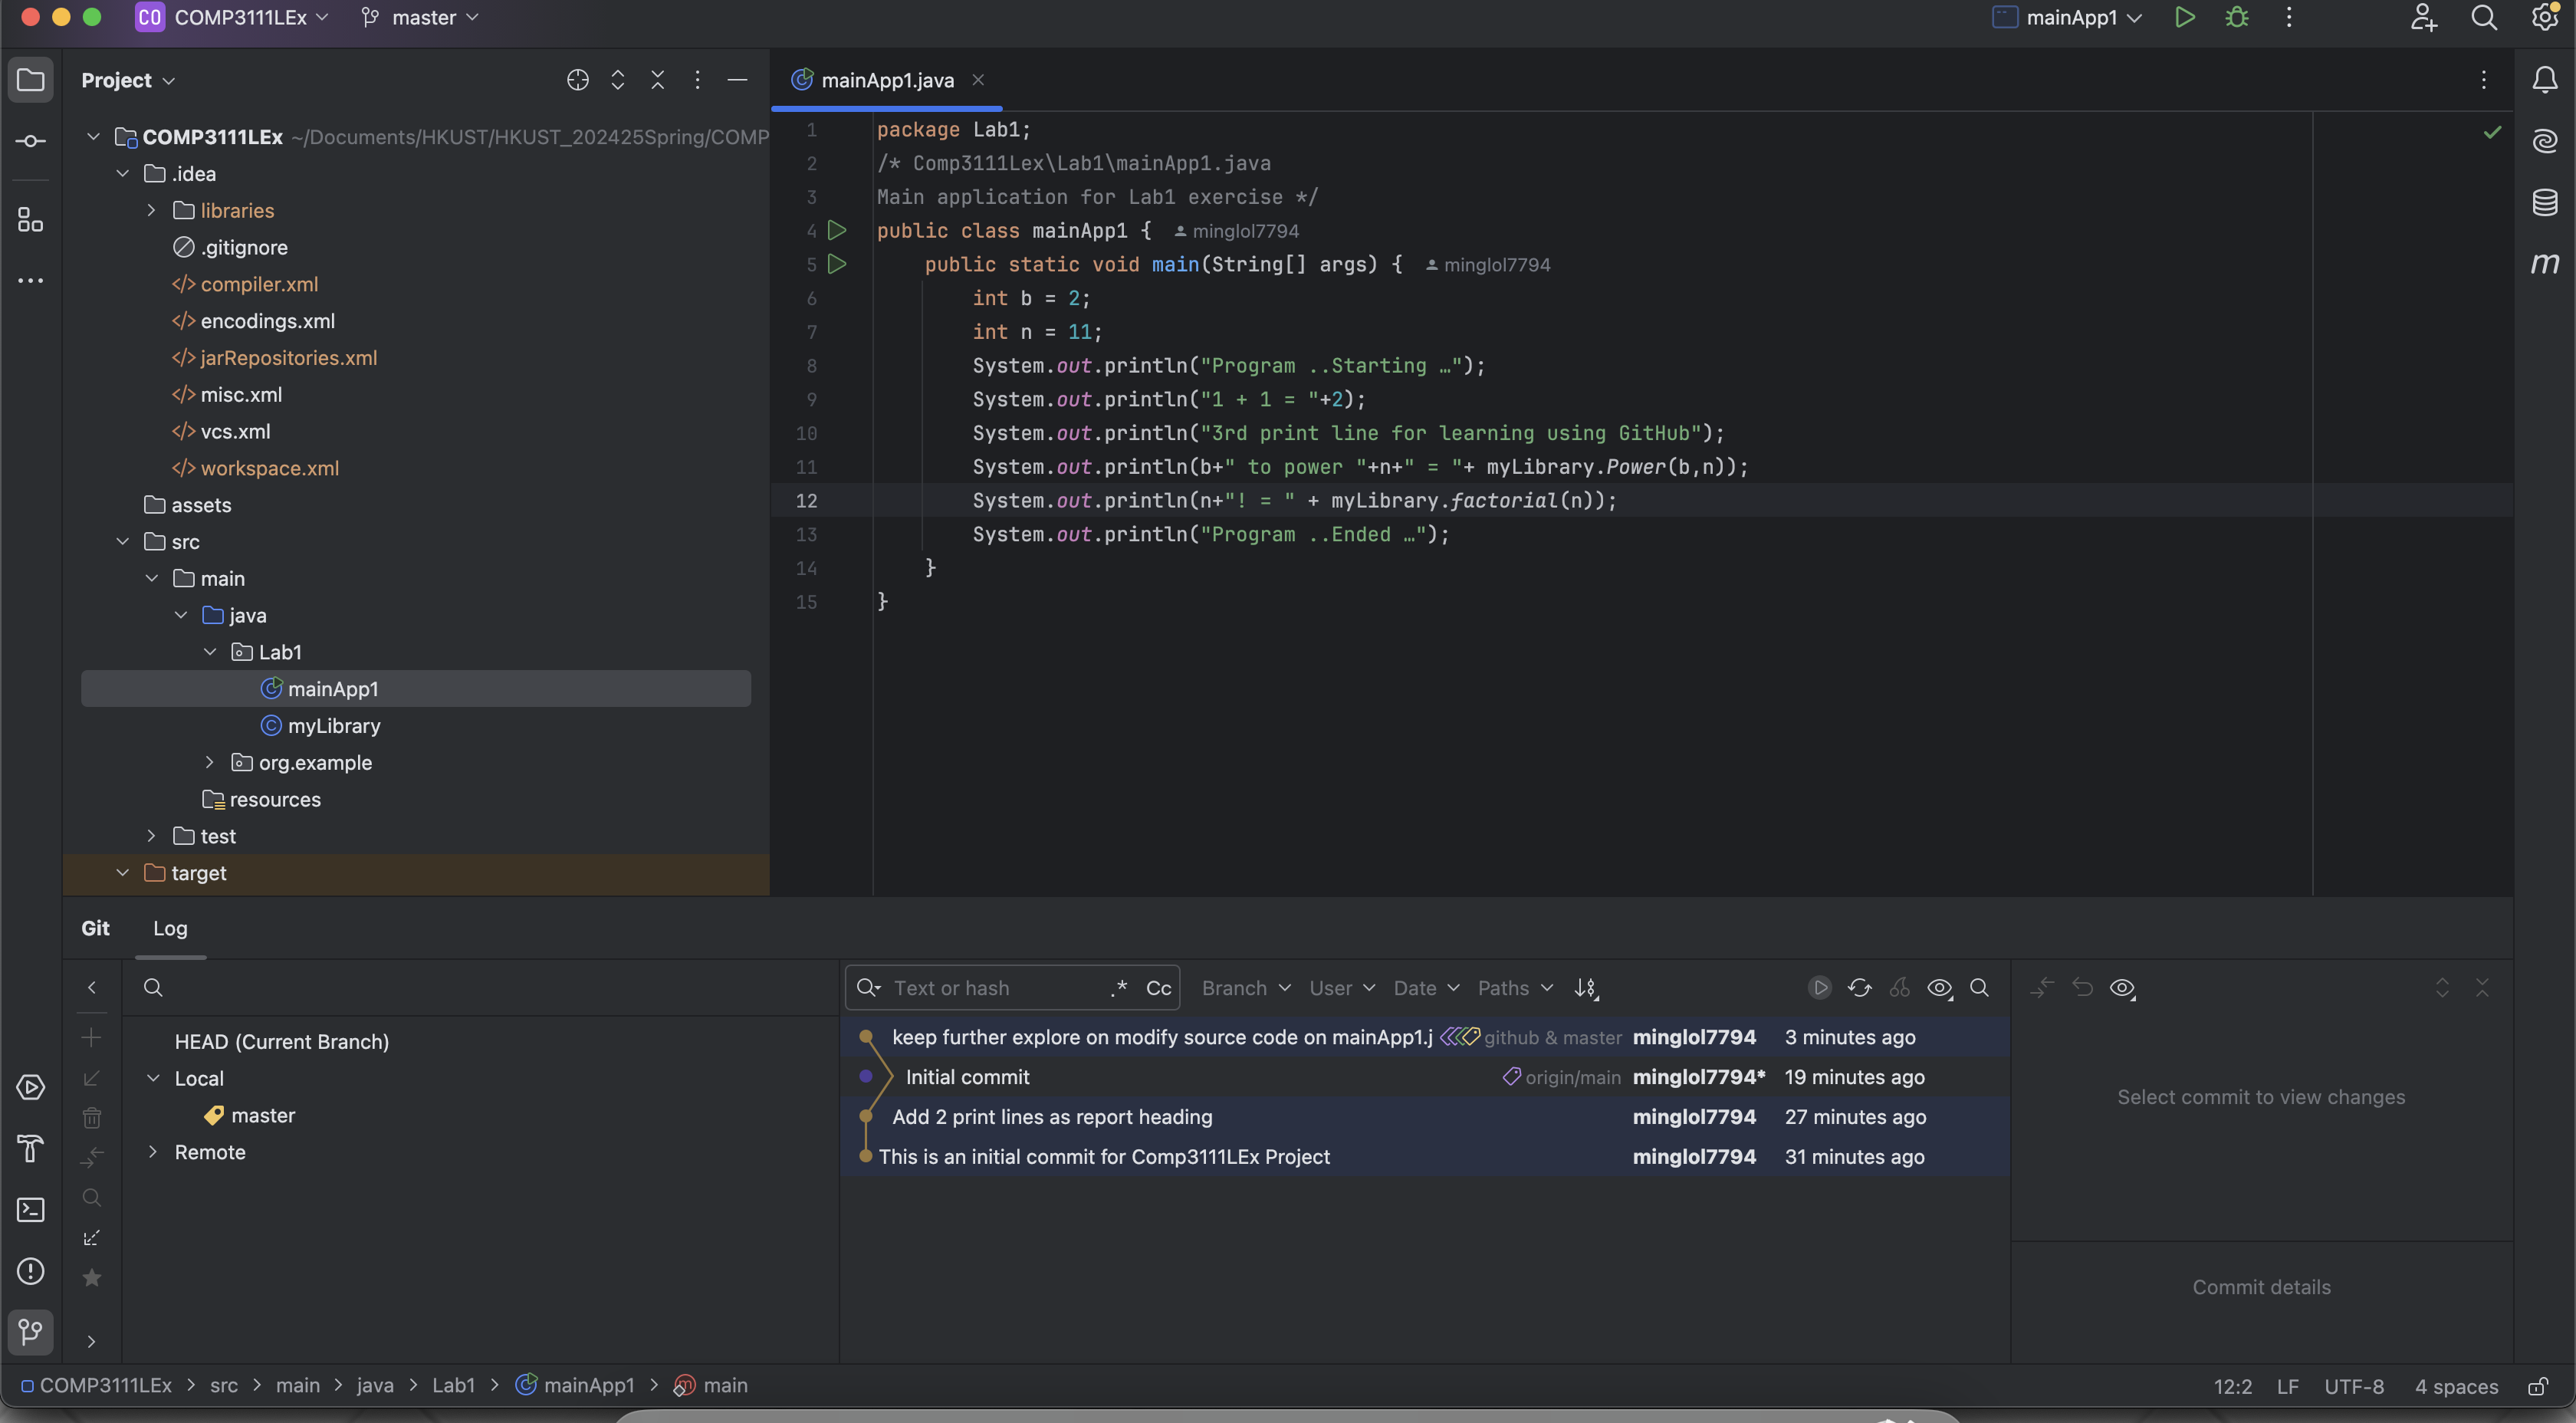 CO COMP3111LEx master mainApp1
Project
COMP3111LEx ~/Documents/HKUST/HKUST_202425Spring/COMP
.idea
libraries
.gitignore
</> compiler.xml
</> encodings.xml
</> jarRepositories.xml
</> misc.xml
</> vcs.xml
</> workspace.xml
assets
src
main
java
Lab1
mainApp1
myLibrary
org.example
resources
test
target
mainApp1.java
1 package Lab1;
2 /* Comp3111Lex\Lab1\mainApp1.java
3 Main application for Lab1 exercise */
4 public class mainApp1 { minglol7794
5 public static void main(String[] args) { minglol7794
6 int b = 2;
7 int n = 11;
8 System.out.println("Program ..Starting …");
9 System.out.println("1 + 1 = "+2);
10 System.out.println("3rd print line for learning using GitHub");
11 System.out.println(b+" to power "+n+" = "+ myLibrary.Power(b,n));
12 System.out.println(n+"! = " + myLibrary.factorial(n));
13 System.out.println("Program ..Ended …");
14 }
15 }
m
Git Log
HEAD (Current Branch)
Local
master
Remote
Text or hash .* Cc Branch User Date Paths
keep further explore on modify source code on mainApp1.j github & master minglol7794 3 minutes ago
Initial commit origin/main minglol7794* 19 minutes ago
Add 2 print lines as report heading minglol7794 27 minutes ago
This is an initial commit for Comp3111LEx Project minglol7794 31 minutes ago
Select commit to view changes
Commit details
COMP3111LEx > src > main > java > Lab1 > mainApp1 > main 12:2 LF UTF-8 4 spaces